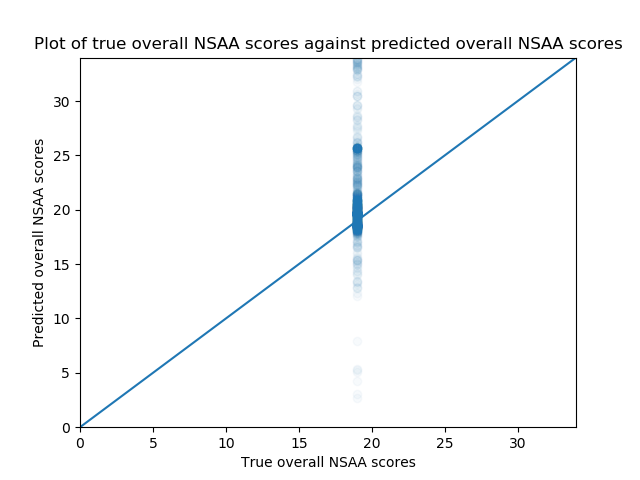 Plot of true overall NSAA scores against predicted overall NSAA scores
30
25
20
15
10
5
0
Predicted overall NSAA scores
0 5 10 15 20 25 30
True overall NSAA scores